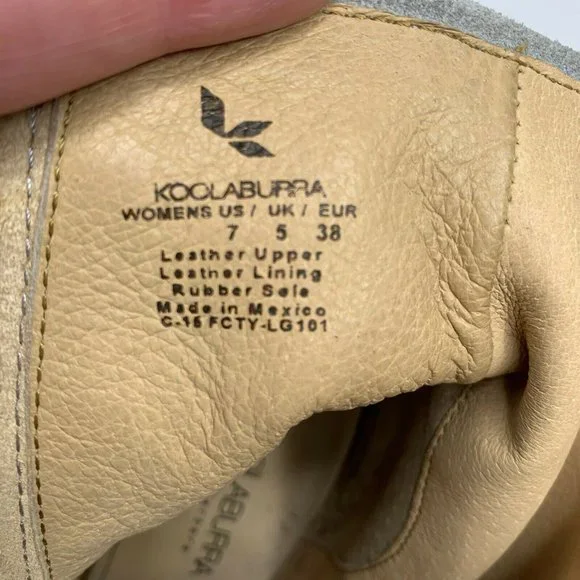 KOOLABURRA
WOMENS US / UK / EUR
7 5 38
Leather Upper
Leather Lining
Rubber Sole
Made in Mexico
C-15 FCTY-LG101
LABURRA